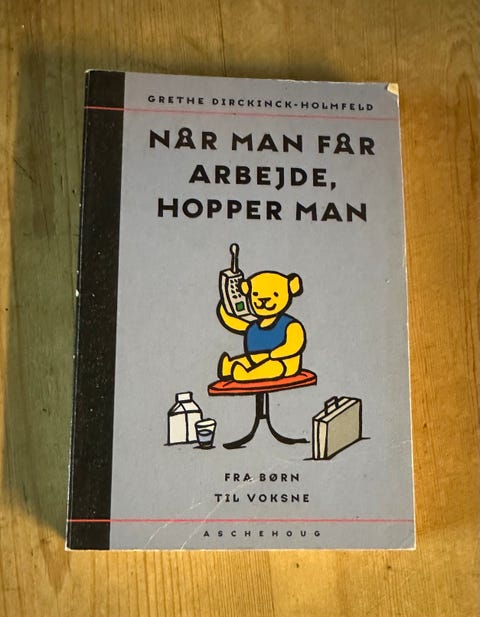 GRETHE DIRCKINCK-HOLMFELD
NÅR MAN FÅR
ARBEJDE,
HOPPER MAN
FRA BØRN
TIL VOKSNE
ASCHEHOUG